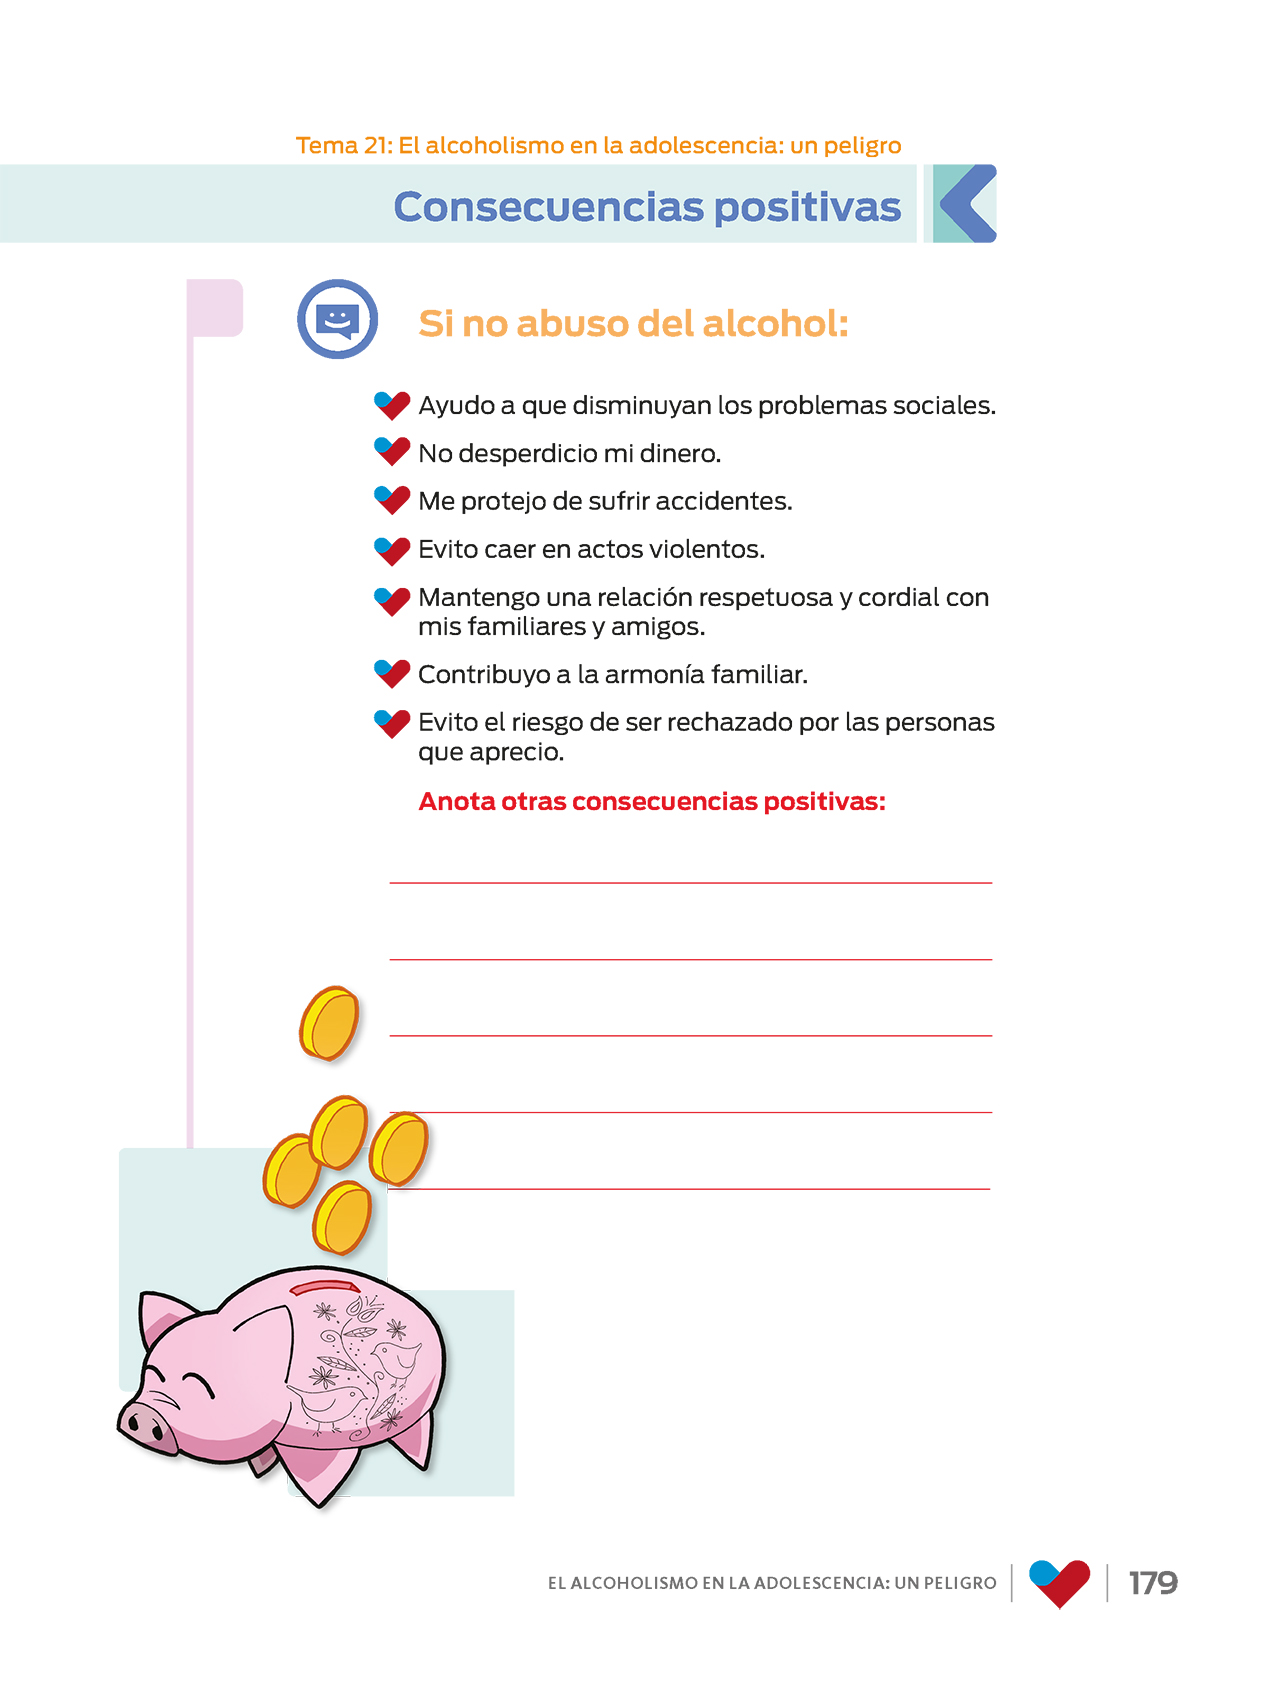 Tema 21: El alcoholismo en la adolescencia: un peligro
Consecuencias positivas
Si no abuso del alcohol:
Ayudo a que disminuyan los problemas sociales.
No desperdicio mi dinero.
Me protejo de sufrir accidentes.
Evito caer en actos violentos.
Mantengo una relación respetuosa y cordial con
mis familiares y amigos.
Contribuyo a la armonía familiar.
Evito el riesgo de ser rechazado por las personas
que aprecio.
Anota otras consecuencias positivas:
EL ALCOHOLISMO EN LA ADOLESCENCIA: UN PELIGRO
179